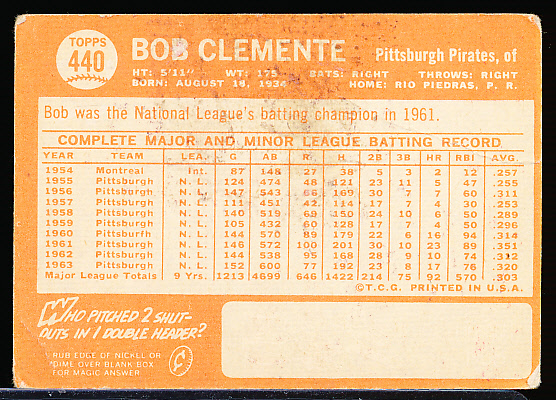 TOPPS
440
BOB CLEMENTE
Pittsburgh Pirates, of
HT: 5'11" WT: 175 BATS: RIGHT THROWS: RIGHT
BORN: AUGUST 18, 1934 HOME: RIO PIEDRAS, P. R.
Bob was the National League's batting champion in 1961.
COMPLETE MAJOR AND MINOR LEAGUE BATTING RECORD
YEAR TEAM LEA. G AB R. H. 2B 3B HR RBI AVG.
1954 Montreal Int. 87 148 27 38 5 3 2 12 .257
1955 Pittsburgh N. L. 124 474 48 121 23 11 5 47 .255
1956 Pittsburgh N. L. 147 543 66 169 30 7 7 60 .311
1957 Pittsburgh N. L. 111 451 42 114 17 7 4 30 .253
1958 Pittsburgh N. L. 140 519 69 150 24 10 6 50 .289
1959 Pittsburgh N. L. 105 432 60 128 17 7 4 50 .296
1960 Pittsburgh N. L. 144 570 89 179 22 6 16 94 .314
1961 Pittsburgh N. L. 146 572 100 201 30 10 23 89 .351
1962 Pittsburgh N. L. 144 538 95 168 28 9 10 74 .312
1963 Pittsburgh N. L. 152 600 77 192 23 8 17 76 .320
Major League Totals 9 Yrs. 1213 4699 646 1422 214 75 92 570 .303
©T.C.G. PRINTED IN U.S.A.
WHO PITCHED 2 SHUT-
OUTS IN 1 DOUBLE HEADER?
RUB EDGE OF NICKEL OR
DIME OVER BLANK BOX
FOR MAGIC ANSWER